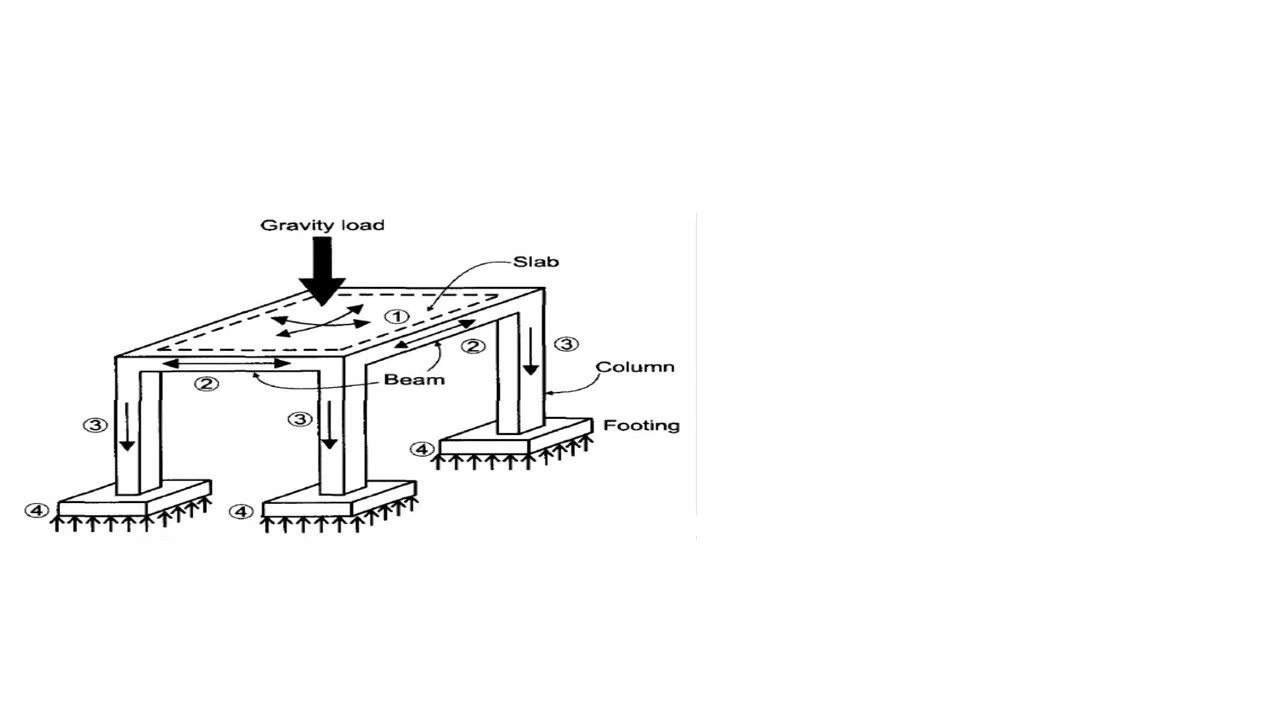 Gravity load
Slab
①
②
③
Column
②
Beam
③
③
Footing
④
④
④